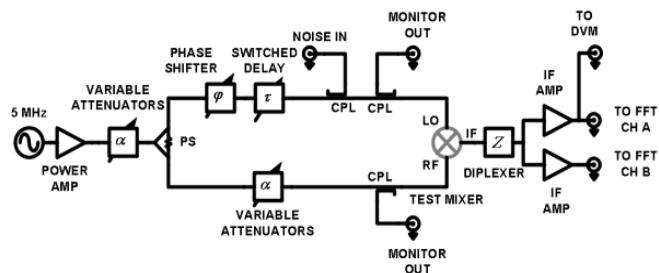 TO
DVM
MONITOR
OUT
NOISE IN
PHASE
SHIFTER
SWITCHED
DELAY
VARIABLE
ATTENUATORS
IF
AMP
5 MHz
φ
τ
CPL
CPL
LO
TO FFT
CH A
α
PS
IF
Z
POWER
AMP
RF
DIPLEXER
TO FFT
CH B
α
CPL
TEST MIXER
IF
AMP
VARIABLE
ATTENUATORS
MONITOR
OUT